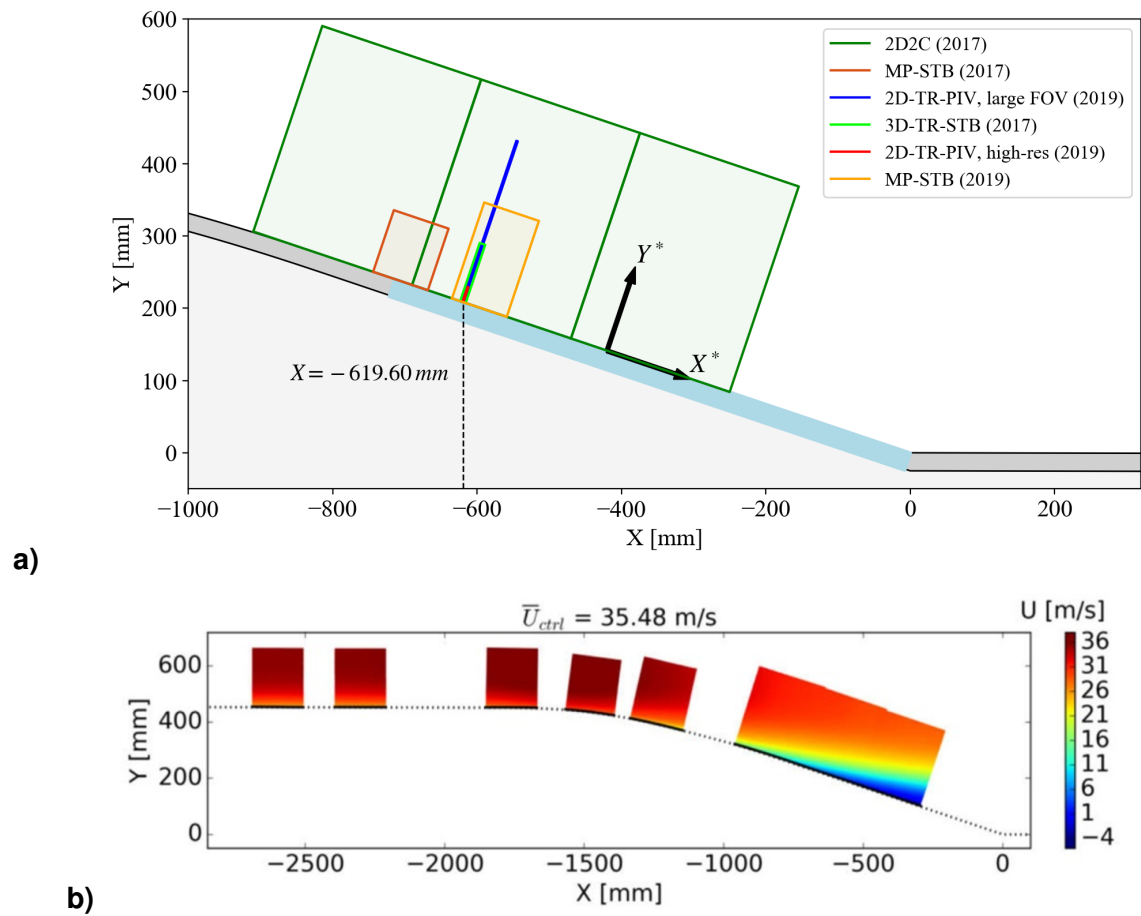 600
500
400
300
200
100
0
Y [mm]
−1000
−800
−600
−400
−200
0
200
X [mm]
2D2C (2017)
MP-STB (2017)
2D-TR-PIV, large FOV (2019)
3D-TR-STB (2017)
2D-TR-PIV, high-res (2019)
MP-STB (2019)
Y*
X*
X = −619.60 mm
a)
U̅ctrl = 35.48 m/s
U [m/s]
600
400
200
0
Y [mm]
−2500
−2000
−1500
−1000
−500
0
X [mm]
36
31
26
21
16
11
6
1
−4
b)